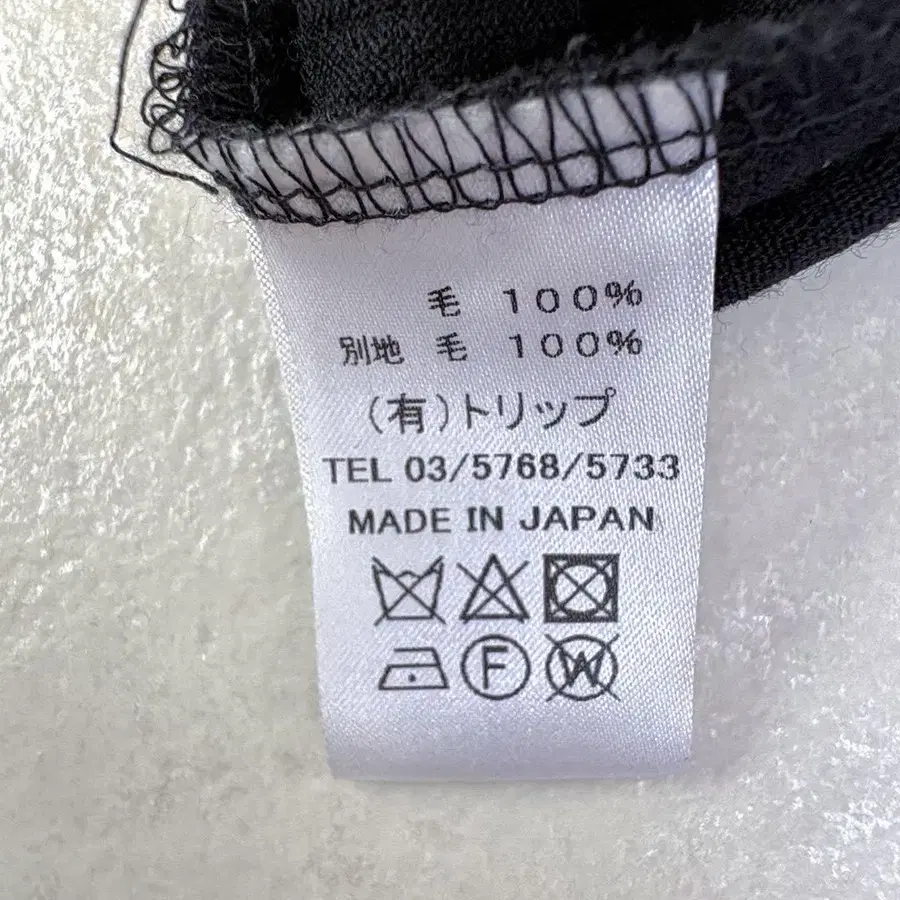 毛 100%
別地 毛 100%
(有)トリップ
TEL 03/5768/5733
MADE IN JAPAN
F W